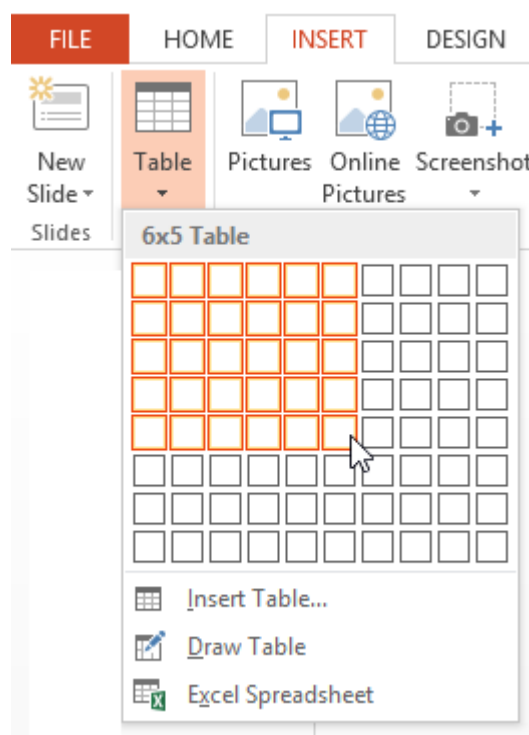 FILE HOME INSERT DESIGN
New Slide Table Pictures Online Pictures Screenshot
Slides
6x5 Table
Insert Table...
Draw Table
Excel Spreadsheet